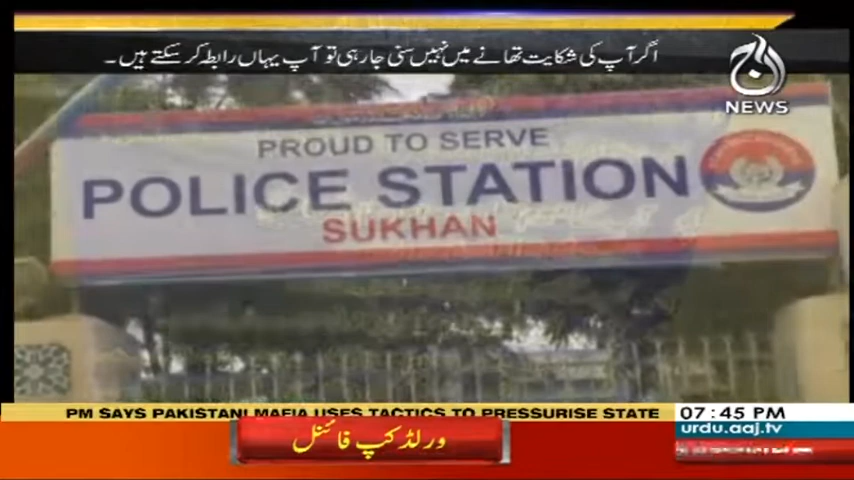 اگر آپ کی شکایت تھانے میں نہیں سنی جا رہی تو آپ یہاں رابطہ کر سکتے ہیں۔
آج
NEWS
PROUD TO SERVE
POLICE STATION
SUKHAN
PM SAYS PAKISTANI MAFIA USES TACTICS TO PRESSURISE STATE
07:45 PM
urdu.aaj.tv
ورلڈ کپ فائنل